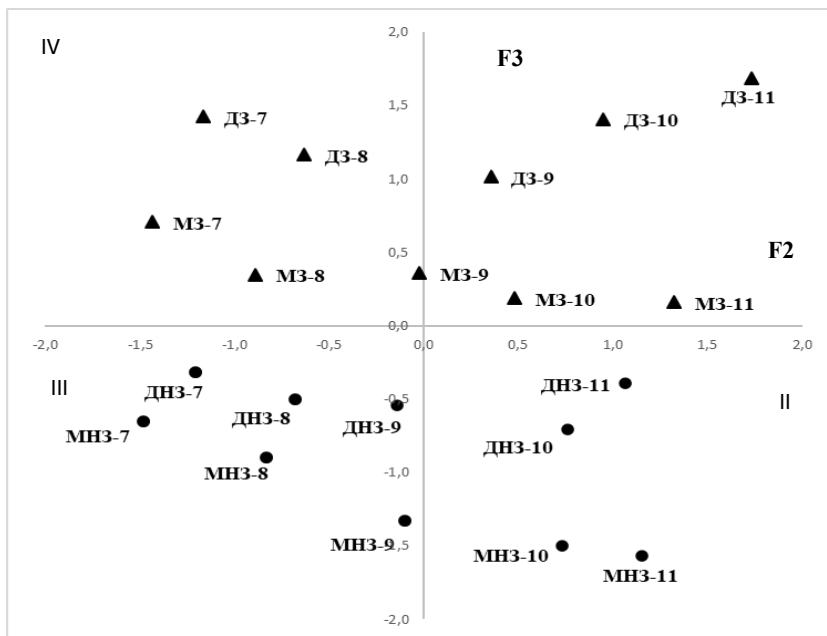 2,0
IV
F3
1,5
ДЗ-7
ДЗ-11
ДЗ-10
ДЗ-8
1,0
ДЗ-9
МЗ-7
F2
0,5
МЗ-8
МЗ-9
МЗ-10
МЗ-11
0,0
-2,0 -1,5 -1,0 -0,5 0,0 0,5 1,0 1,5 2,0
III
ДНЗ-7
ДНЗ-11
II
ДНЗ-8
-0,5
ДНЗ-9
МНЗ-7
ДНЗ-10
МНЗ-8
-1,0
МНЗ-9
-1,5
МНЗ-10
МНЗ-11
-2,0